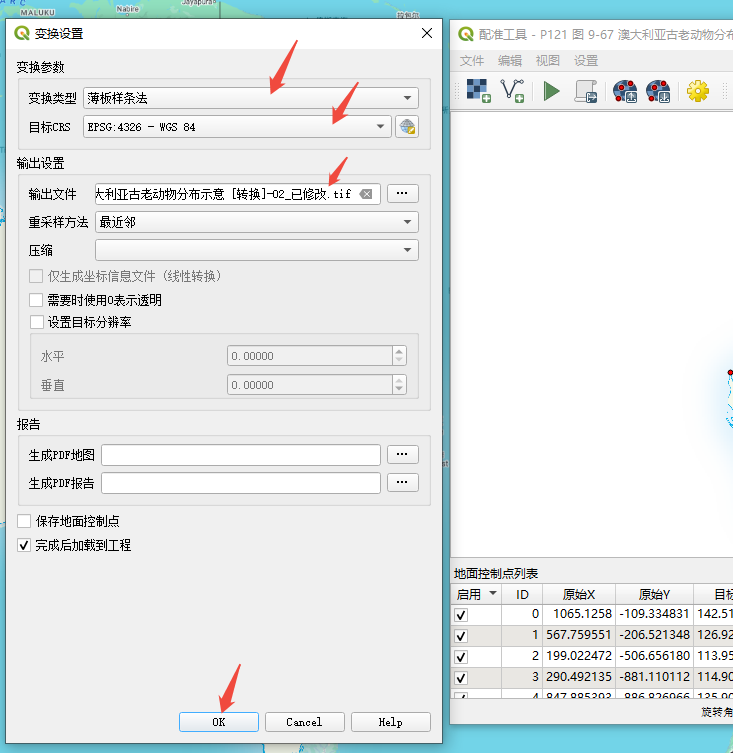 MALUKU
Nabire
Jayapura
变换设置
变换参数
变换类型 薄板样条法
目标CRS EPSG:4326 - WGS 84
输出设置
输出文件 大利亚古老动物分布示意 [转换]-02_已修改.tif ...
重采样方法 最近邻
压缩
仅生成坐标信息文件（线性转换）
需要时使用0表示透明
设置目标分辨率
水平 0.00000
垂直 0.00000
报告
生成PDF地图 ...
生成PDF报告 ...
保存地面控制点
完成后加载到工程
OK Cancel Help
配准工具 - P121 图 9-67 澳大利亚古老动物分布
文件 编辑 视图 设置
地面控制点列表
启用 ID 原始X 原始Y 目标
0 1065.1258 -109.334831 142.51
1 567.759551 -206.521348 126.92
2 199.022472 -506.656180 113.95
3 290.492135 -881.110112 114.90
4 847.885393 -886.826966 135.90
旋转角